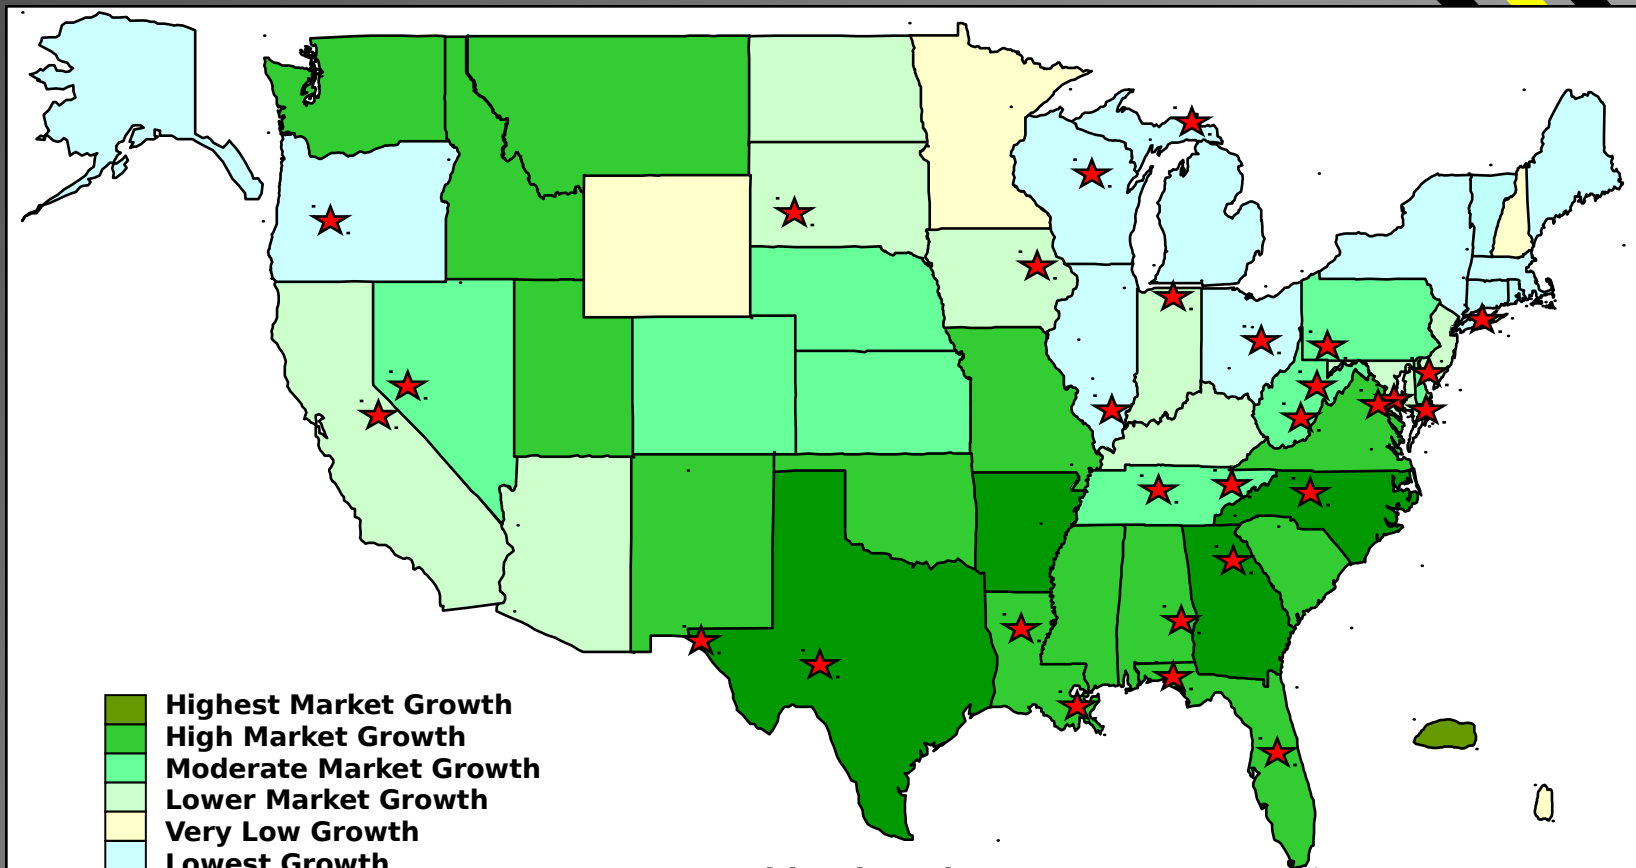 Highest Market Growth
High Market Growth
Moderate Market Growth
Lower Market Growth
Very Low Growth
Lowest Growth